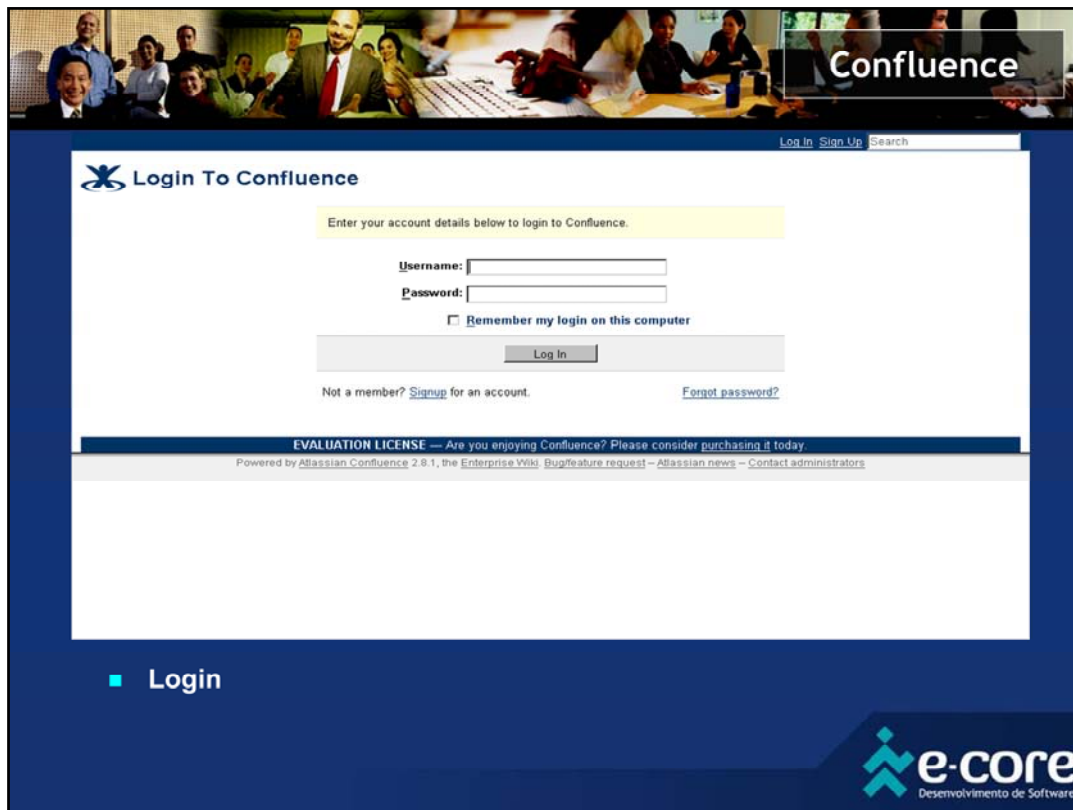 Confluence
Log In Sign Up Search
Login To Confluence
Enter your account details below to login to Confluence.
Username:
Password:
Remember my login on this computer
Log In
Not a member? Signup for an account. Forgot password?
EVALUATION LICENSE — Are you enjoying Confluence? Please consider purchasing it today.
Powered by Atlassian Confluence 2.8.1, the Enterprise Wiki. Bug/feature request – Atlassian news – Contact administrators
Login
e-core
Desenvolvimento de Software